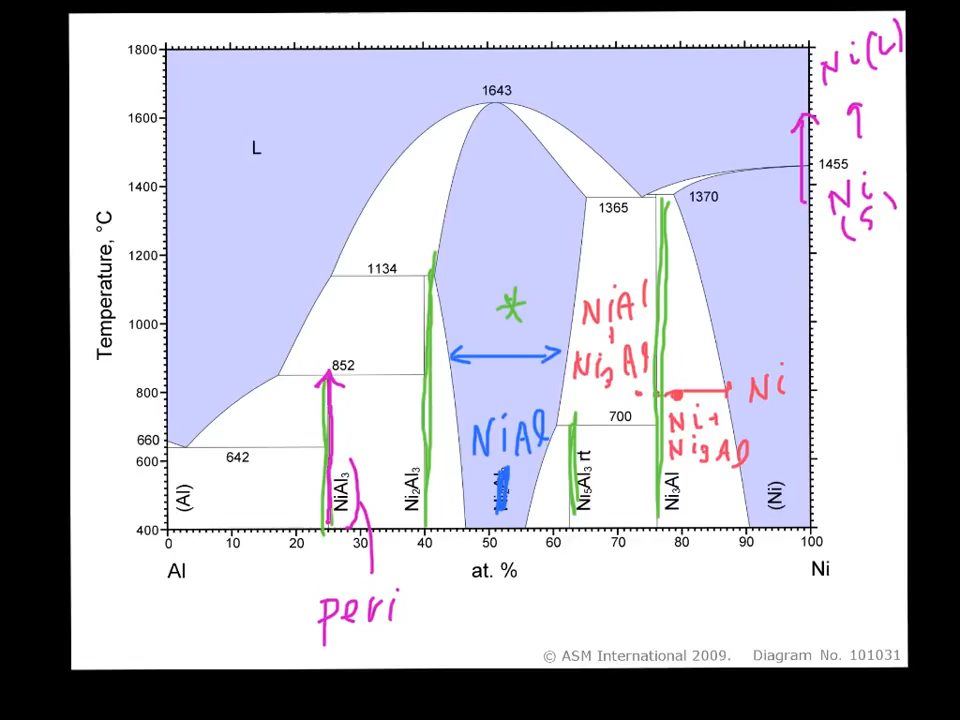 1800
1600
1400
1200
1000
800
660
600
400
Temperature, °C
L
1643
1134
852
642
1365
1370
1455
700
(Al)
NiAl3
Ni2Al3
Ni5Al3 rt
Ni3Al
(Ni)
0 10 20 30 40 50 60 70 80 90 100
Al at. % Ni
Ni(L)
↑
Ni
(S)
*
NiAl
+
Ni3Al
Ni
Ni+
Ni3Al
NiAl
peri
© ASM International 2009. Diagram No. 101031